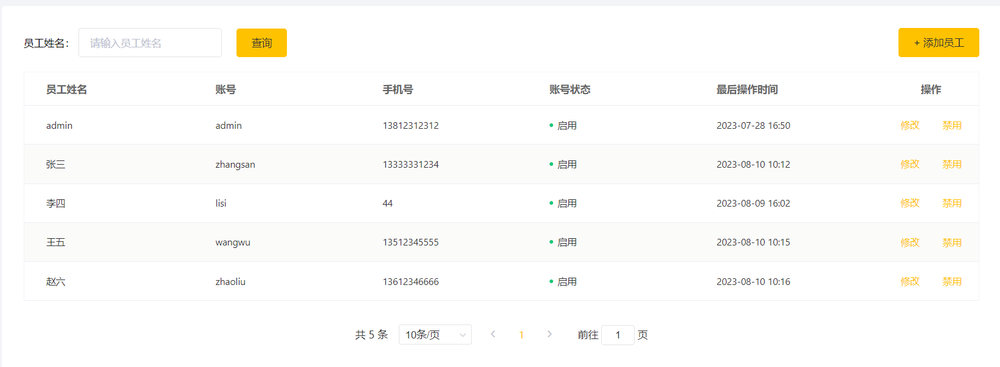 员工姓名： 请输入员工姓名 查询 + 添加员工
员工姓名 账号 手机号 账号状态 最后操作时间 操作
admin admin 13812312312 启用 2023-07-28 16:50 修改 禁用
张三 zhangsan 13333331234 启用 2023-08-10 10:12 修改 禁用
李四 lisi 44 启用 2023-08-09 16:02 修改 禁用
王五 wangwu 13512345555 启用 2023-08-10 10:15 修改 禁用
赵六 zhaoliu 13612346666 启用 2023-08-10 10:16 修改 禁用
共 5 条 10条/页 1 前往 1 页